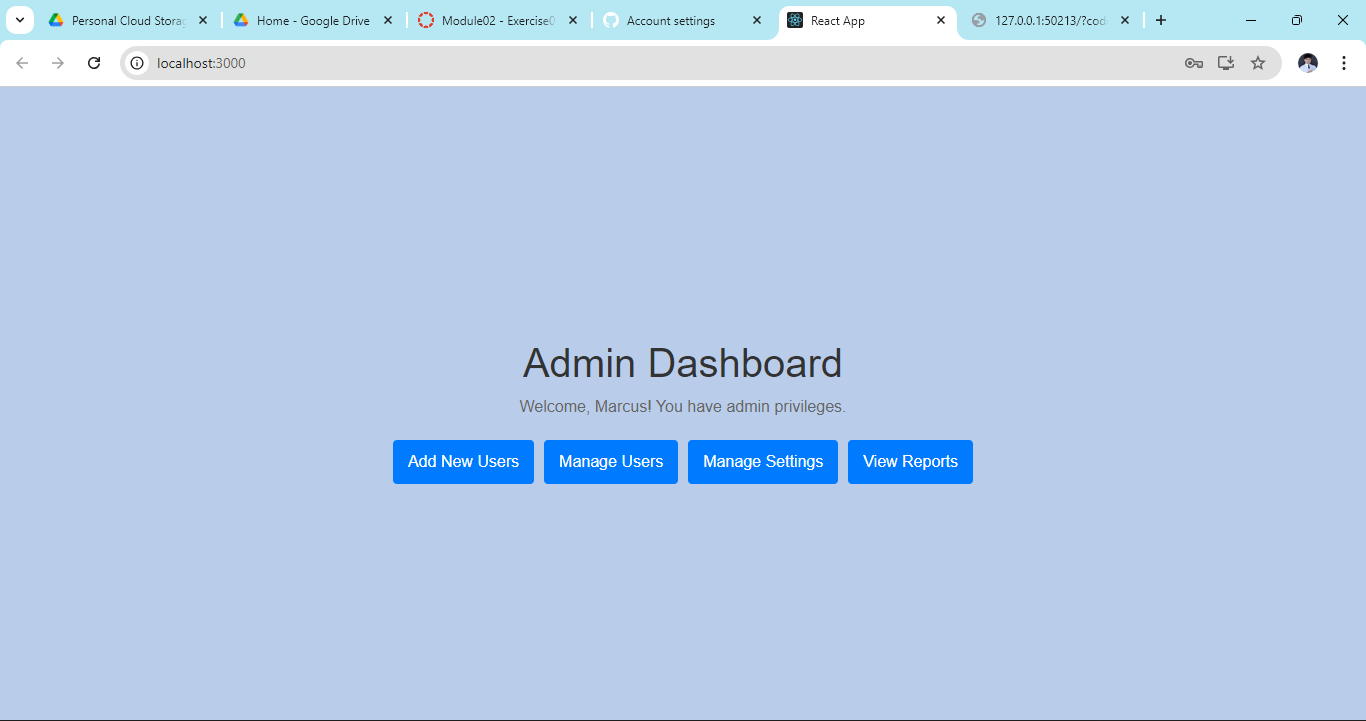 Personal Cloud Storag
Home - Google Drive
Module02 - Exercise0
Account settings
React App
127.0.0.1:50213/?cod
localhost:3000
Admin Dashboard
Welcome, Marcus! You have admin privileges.
Add New Users
Manage Users
Manage Settings
View Reports